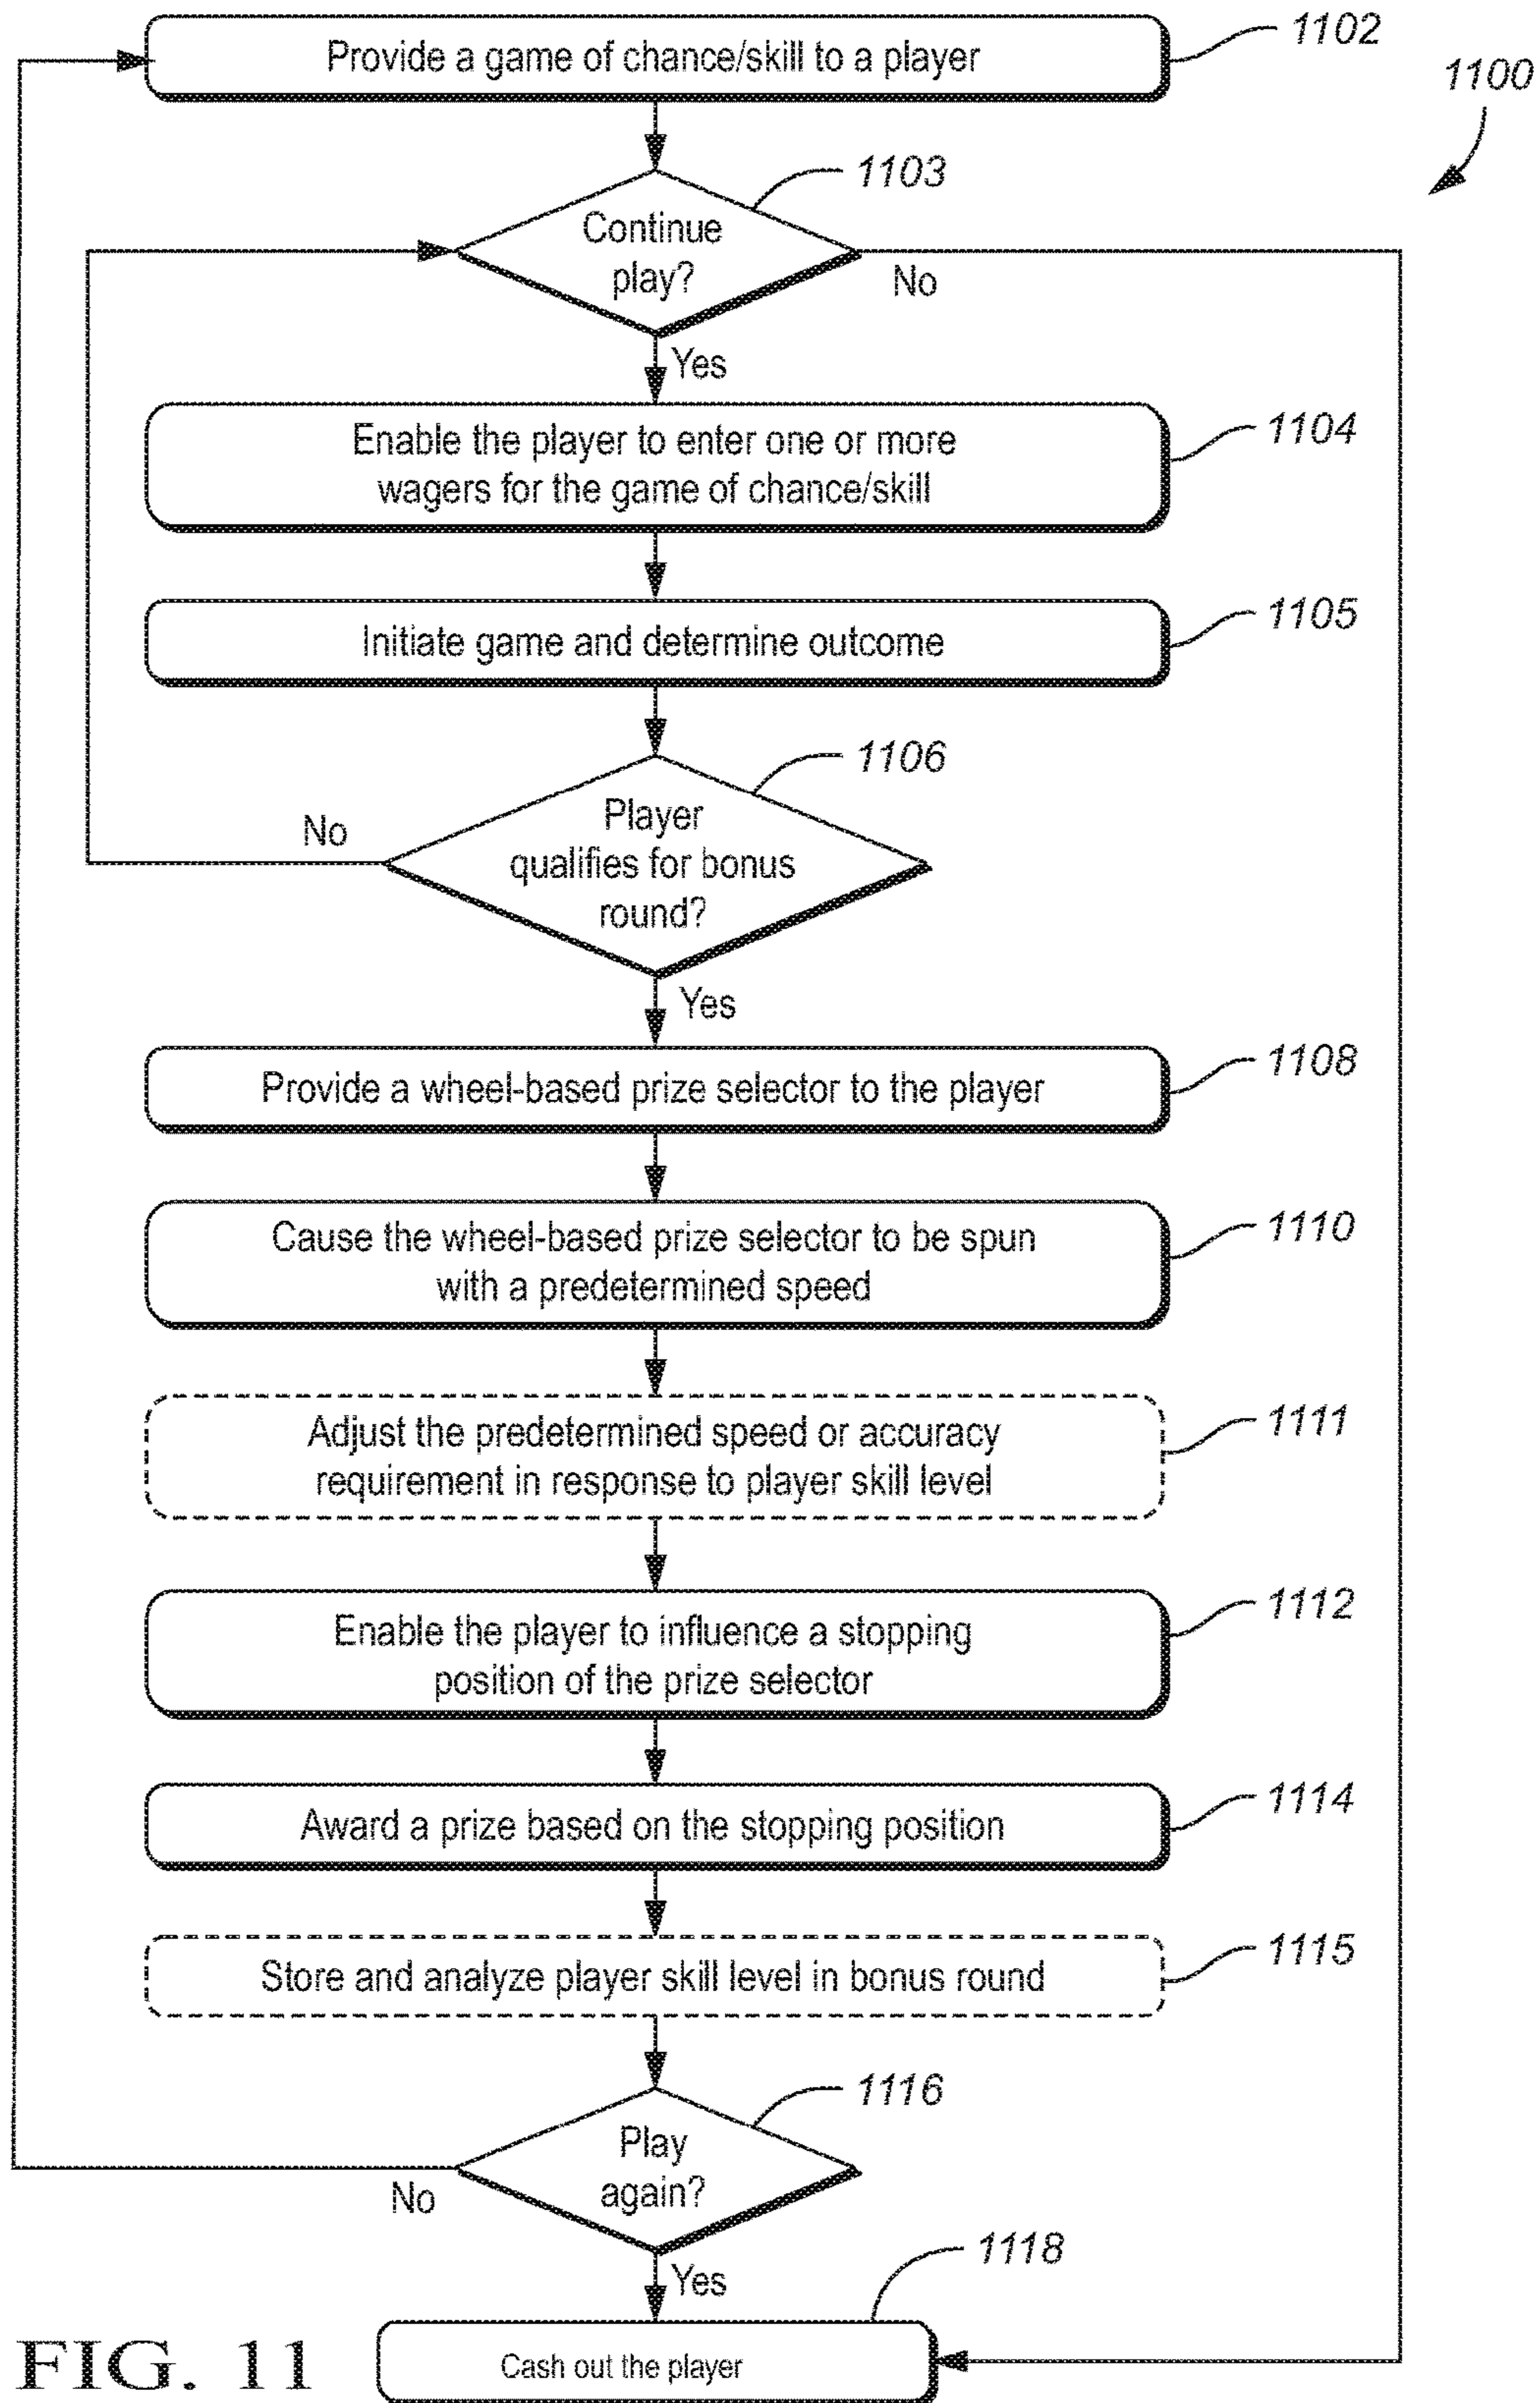 Provide a game of chance/skill to a player
1102
1100
1103
Continue
play?
No
Yes
Enable the player to enter one or more
wagers for the game of chance/skill
1104
Initiate game and determine outcome
1105
1106
Player
qualifies for bonus
round?
No
Yes
Provide a wheel-based prize selector to the player
1108
Cause the wheel-based prize selector to be spun
with a predetermined speed
1110
Adjust the predetermined speed or accuracy
requirement in response to player skill level
1111
Enable the player to influence a stopping
position of the prize selector
1112
Award a prize based on the stopping position
1114
Store and analyze player skill level in bonus round
1115
1116
Play
again?
No
Yes
1118
Cash out the player
FIG. 11